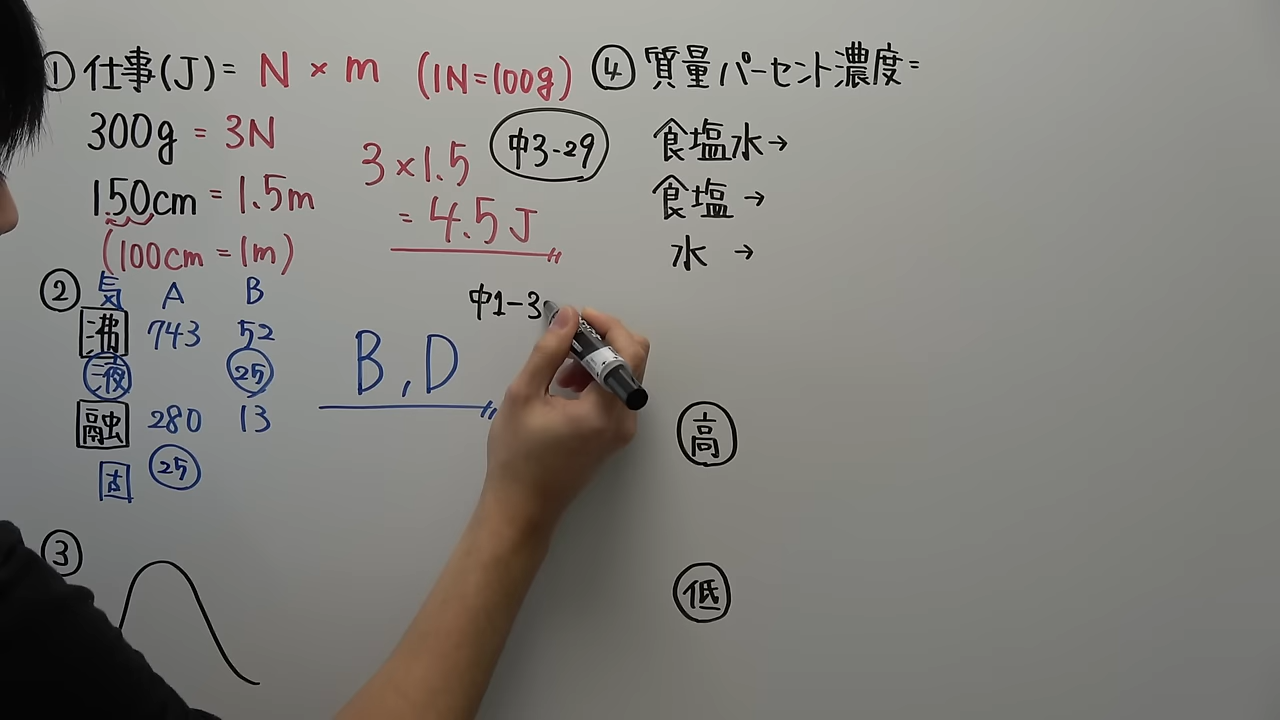 ① 仕事(J)= N × m (1N=100g)
300g = 3N
3×1.5 中3-29
150cm = 1.5m
= 4.5J
(100cm = 1m)
② 気 A B
沸 743 52
液 25
融 280 13
固 25
B, D
中1-3
③
④ 質量パーセント濃度=
食塩水→
食塩→
水→
高
低